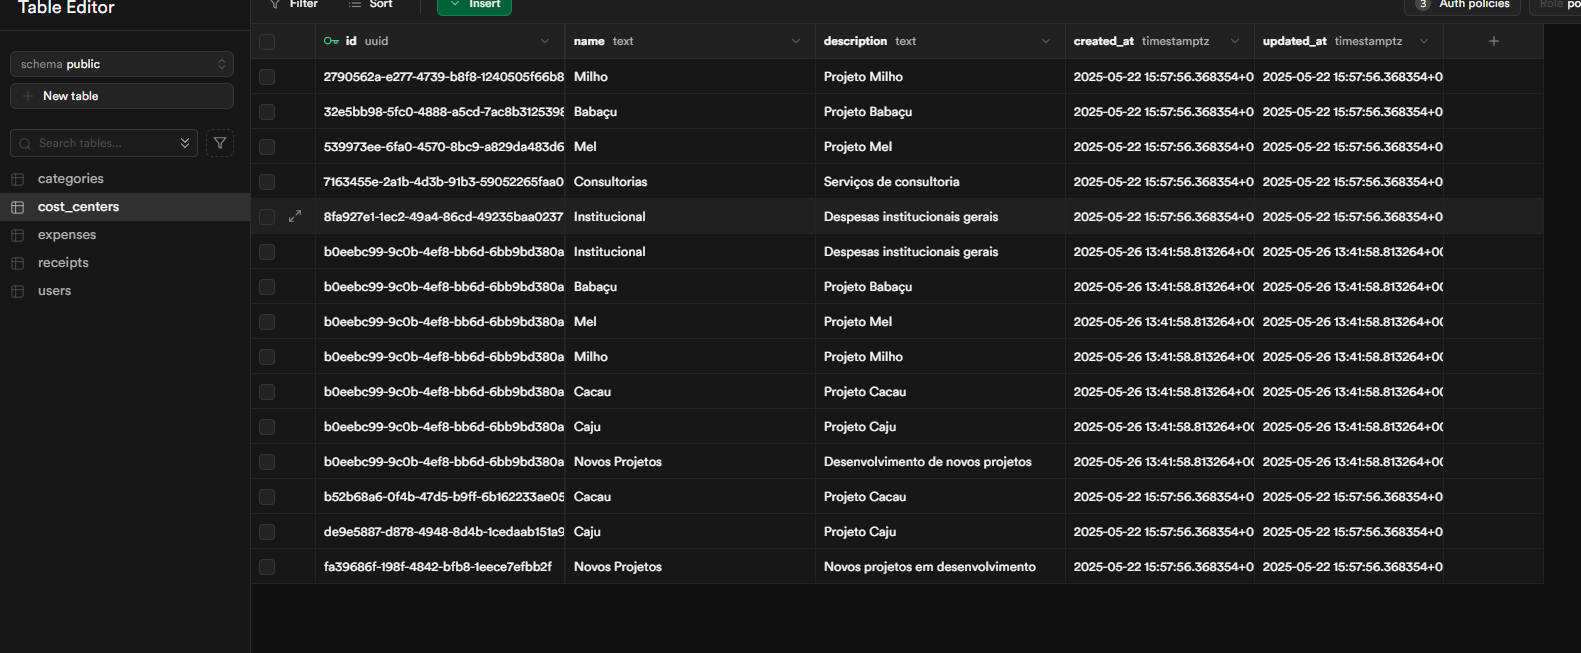 Table Editor
Filter Sort Insert 3 Auth policies Role po
schema public
New table
Search tables...
categories
cost_centers
expenses
receipts
users
id uuid name text description text created_at timestamptz updated_at timestamptz
2790562a-e277-4739-b8f8-1240505f66b8 Milho Projeto Milho 2025-05-22 15:57:56.368354+0 2025-05-22 15:57:56.368354+0
32e5bb98-5fc0-4888-a5cd-7ac8b3125398 Babaçu Projeto Babaçu 2025-05-22 15:57:56.368354+0 2025-05-22 15:57:56.368354+0
539973ee-6fa0-4570-8bc9-a829da483d6 Mel Projeto Mel 2025-05-22 15:57:56.368354+0 2025-05-22 15:57:56.368354+0
7163455e-2a1b-4d3b-91b3-59052265faa0 Consultorias Serviços de consultoria 2025-05-22 15:57:56.368354+0 2025-05-22 15:57:56.368354+0
8fa927e1-1ec2-49a4-86cd-49235baa0237 Institucional Despesas institucionais gerais 2025-05-22 15:57:56.368354+0 2025-05-22 15:57:56.368354+0
b0eebc99-9c0b-4ef8-bb6d-6bb9bd380a Institucional Despesas institucionais gerais 2025-05-26 13:41:58.813264+00 2025-05-26 13:41:58.813264+00
b0eebc99-9c0b-4ef8-bb6d-6bb9bd380a Babaçu Projeto Babaçu 2025-05-26 13:41:58.813264+00 2025-05-26 13:41:58.813264+00
b0eebc99-9c0b-4ef8-bb6d-6bb9bd380a Mel Projeto Mel 2025-05-26 13:41:58.813264+00 2025-05-26 13:41:58.813264+00
b0eebc99-9c0b-4ef8-bb6d-6bb9bd380a Milho Projeto Milho 2025-05-26 13:41:58.813264+00 2025-05-26 13:41:58.813264+00
b0eebc99-9c0b-4ef8-bb6d-6bb9bd380a Cacau Projeto Cacau 2025-05-26 13:41:58.813264+00 2025-05-26 13:41:58.813264+00
b0eebc99-9c0b-4ef8-bb6d-6bb9bd380a Caju Projeto Caju 2025-05-26 13:41:58.813264+00 2025-05-26 13:41:58.813264+00
b0eebc99-9c0b-4ef8-bb6d-6bb9bd380a Novos Projetos Desenvolvimento de novos projetos 2025-05-26 13:41:58.813264+00 2025-05-26 13:41:58.813264+00
b52b68a6-0f4b-47d5-b9ff-6b162233ae05 Cacau Projeto Cacau 2025-05-22 15:57:56.368354+0 2025-05-22 15:57:56.368354+0
de9e5887-d878-4948-8d4b-1cedaab151a9 Caju Projeto Caju 2025-05-22 15:57:56.368354+0 2025-05-22 15:57:56.368354+0
fa39686f-198f-4842-bfb8-1eece7efbb2f Novos Projetos Novos projetos em desenvolvimento 2025-05-22 15:57:56.368354+0 2025-05-22 15:57:56.368354+0